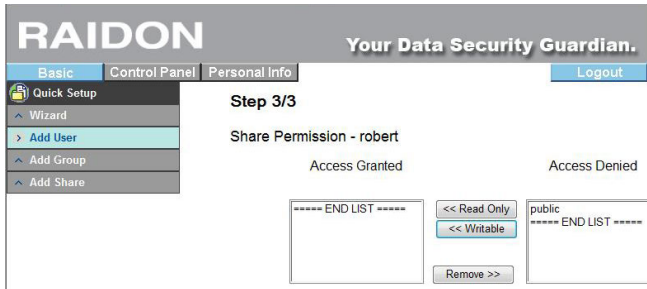 RAIDON
Your Data Security Guardian.
Basic Control Panel Personal Info Logout
Quick Setup
Wizard
Add User
Add Group
Add Share
Step 3/3
Share Permission - robert
Access Granted Access Denied
===== END LIST =====
<< Read Only
<< Writable
Remove >>
public
===== END LIST =====